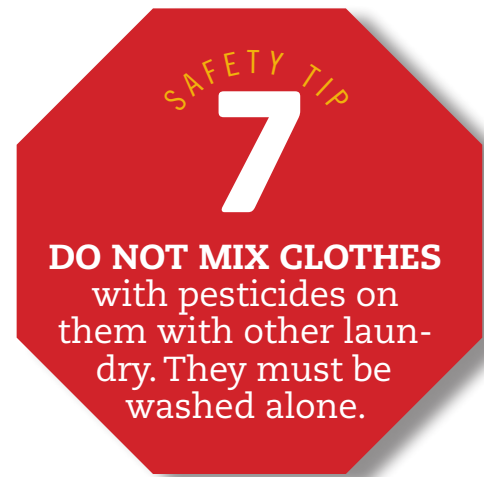 SAFETY TIP
7
DO NOT MIX CLOTHES
with pesticides on
them with other laun-
dry. They must be
washed alone.